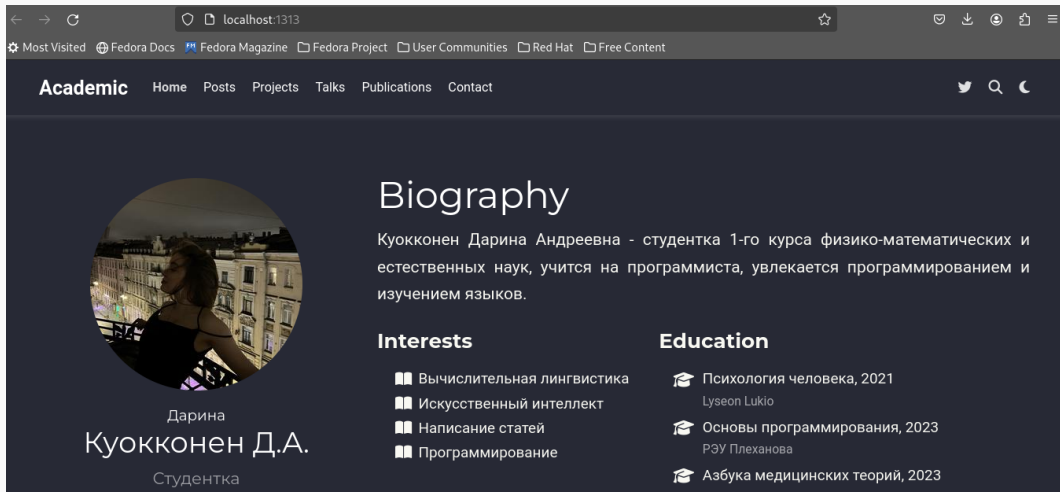 localhost:1313
Most Visited Fedora Docs Fedora Magazine Fedora Project User Communities Red Hat Free Content
Academic Home Posts Projects Talks Publications Contact
Biography
Куокконен Дарина Андреевна - студентка 1-го курса физико-математических и
естественных наук, учится на программиста, увлекается программированием и
изучением языков.
Дарина
Куокконен Д.А.
Студентка
Interests
Вычислительная лингвистика
Искусственный интеллект
Написание статей
Программирование
Education
Психология человека, 2021
Lyseon Lukio
Основы программирования, 2023
РЭУ Плеханова
Азбука медицинских теорий, 2023